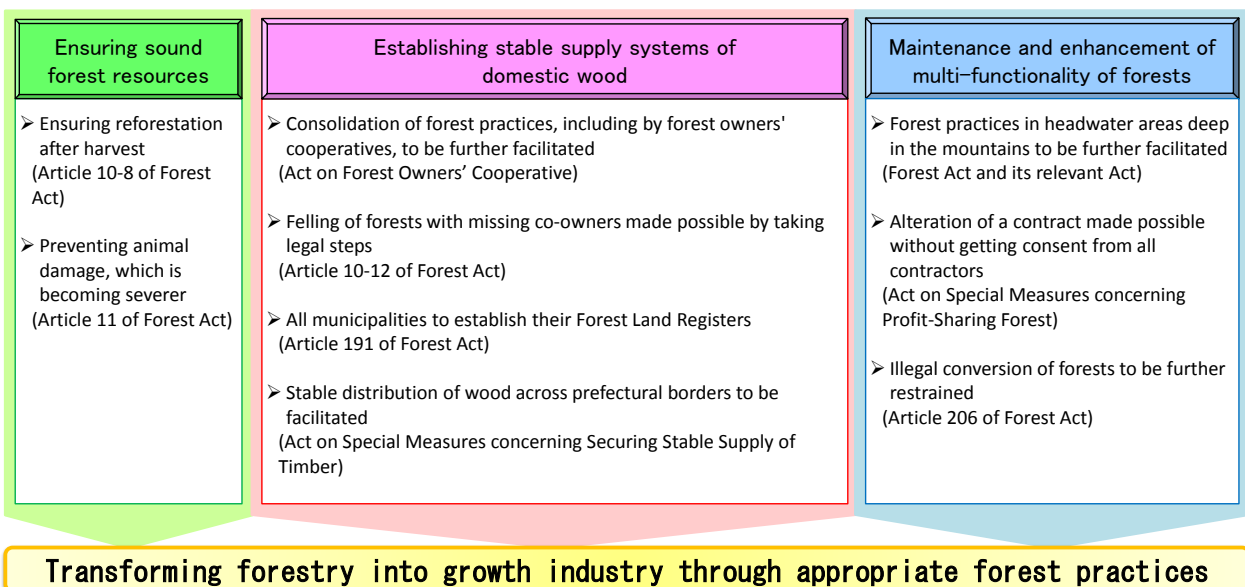 Ensuring sound
forest resources
➤ Ensuring reforestation
after harvest
(Article 10-8 of Forest
Act)
➤ Preventing animal
damage, which is
becoming severer
(Article 11 of Forest Act)
Establishing stable supply systems of
domestic wood
➤ Consolidation of forest practices, including by forest owners'
cooperatives, to be further facilitated
(Act on Forest Owners’ Cooperative)
➤ Felling of forests with missing co-owners made possible by taking
legal steps
(Article 10-12 of Forest Act)
➤ All municipalities to establish their Forest Land Registers
(Article 191 of Forest Act)
➤ Stable distribution of wood across prefectural borders to be
facilitated
(Act on Special Measures concerning Securing Stable Supply of
Timber)
Maintenance and enhancement of
multi-functionality of forests
➤ Forest practices in headwater areas deep
in the mountains to be further facilitated
(Forest Act and its relevant Act)
➤ Alteration of a contract made possible
without getting consent from all
contractors
(Act on Special Measures concerning
Profit-Sharing Forest)
➤ Illegal conversion of forests to be further
restrained
(Article 206 of Forest Act)
Transforming forestry into growth industry through appropriate forest practices